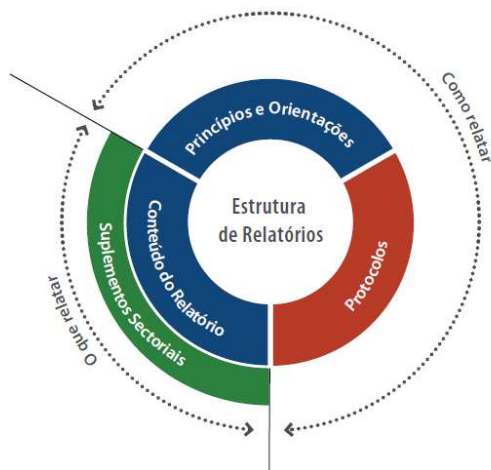 Como relatar
Princípios e Orientações
Estrutura
de Relatórios
Protocolos
Conteúdo do Relatório
Suplementos Sectoriais
O que relatar